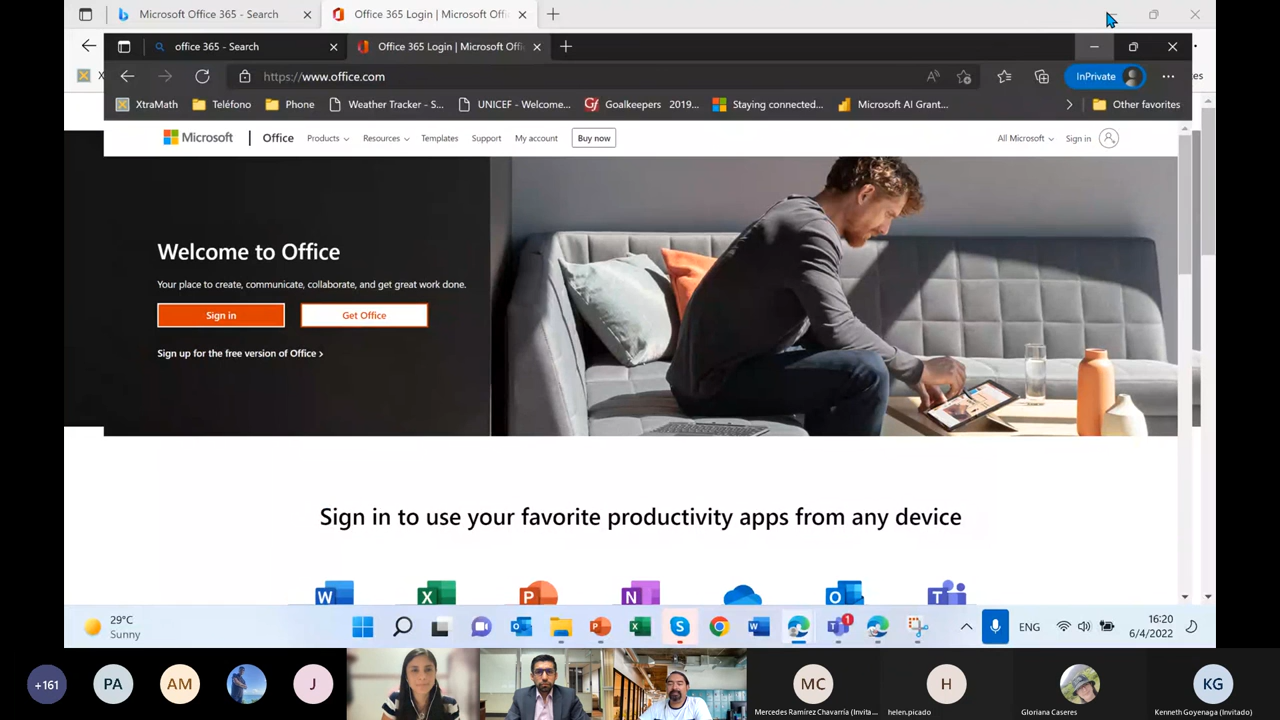 Microsoft Office 365 - Search
Office 365 Login | Microsoft Off
office 365 - Search
Office 365 Login | Microsoft Offi
https://www.office.com
InPrivate
XtraMath
Teléfono
Phone
Weather Tracker - S...
UNICEF - Welcome...
Goalkeepers 2019...
Staying connected...
Microsoft AI Grant...
Other favorites
Microsoft
Office
Products
Resources
Templates
Support
My account
Buy now
All Microsoft
Sign in
Welcome to Office
Your place to create, communicate, collaborate, and get great work done.
Sign in
Get Office
Sign up for the free version of Office >
Sign in to use your favorite productivity apps from any device
W
X
P
N
O
T
29°C
Sunny
1
ENG
16:20
6/4/2022
+161
PA
AM
J
MC
H
KG
Mercedes Ramírez Chavarría (Invita...
helen.picado
Gloriana Caseres
Kenneth Goyenaga (Invitado)